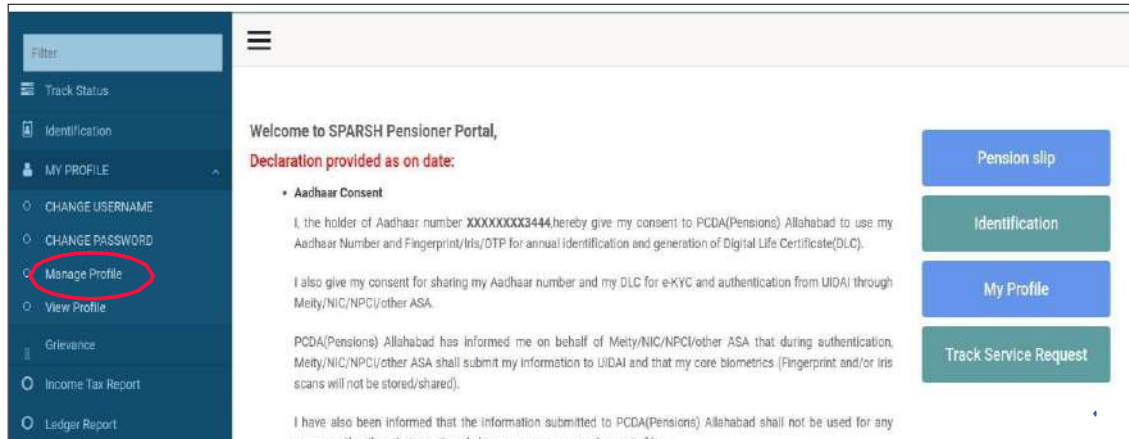 Filter
Track Status
Identification
MY PROFILE
CHANGE USERNAME
CHANGE PASSWORD
Manage Profile
View Profile
Grievance
Income Tax Report
Ledger Report
Welcome to SPARSH Pensioner Portal,
Declaration provided as on date:
• Aadhaar Consent
I, the holder of Aadhaar number XXXXXXXX3444,hereby give my consent to PCDA(Pensions) Allahabad to use my
Aadhaar Number and Fingerprint/Iris/OTP for annual identification and generation of Digital Life Certificate(DLC).
I also give my consent for sharing my Aadhaar number and my DLC for e-KYC and authentication from UIDAI through
Meity/NIC/NPCI/other ASA.
PCDA(Pensions) Allahabad has informed me on behalf of Meity/NIC/NPCI/other ASA that during authentication,
Meity/NIC/NPCI/other ASA shall submit my information to UIDAI and that my core biometrics (Fingerprint and/or Iris
scans will not be stored/shared).
I have also been informed that the information submitted to PCDA(Pensions) Allahabad shall not be used for any
Pension slip
Identification
My Profile
Track Service Request